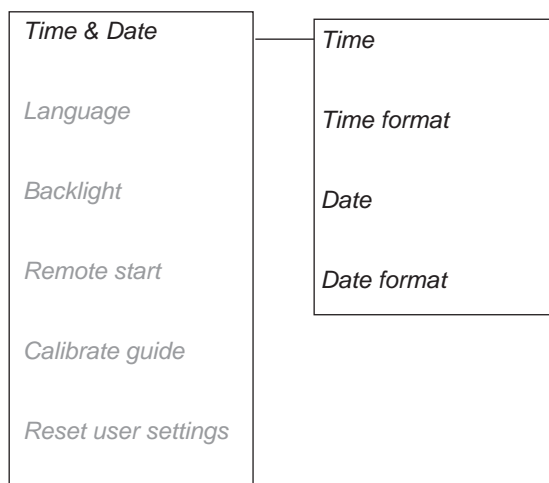 Time & Date
Language
Backlight
Remote start
Calibrate guide
Reset user settings
Time
Time format
Date
Date format